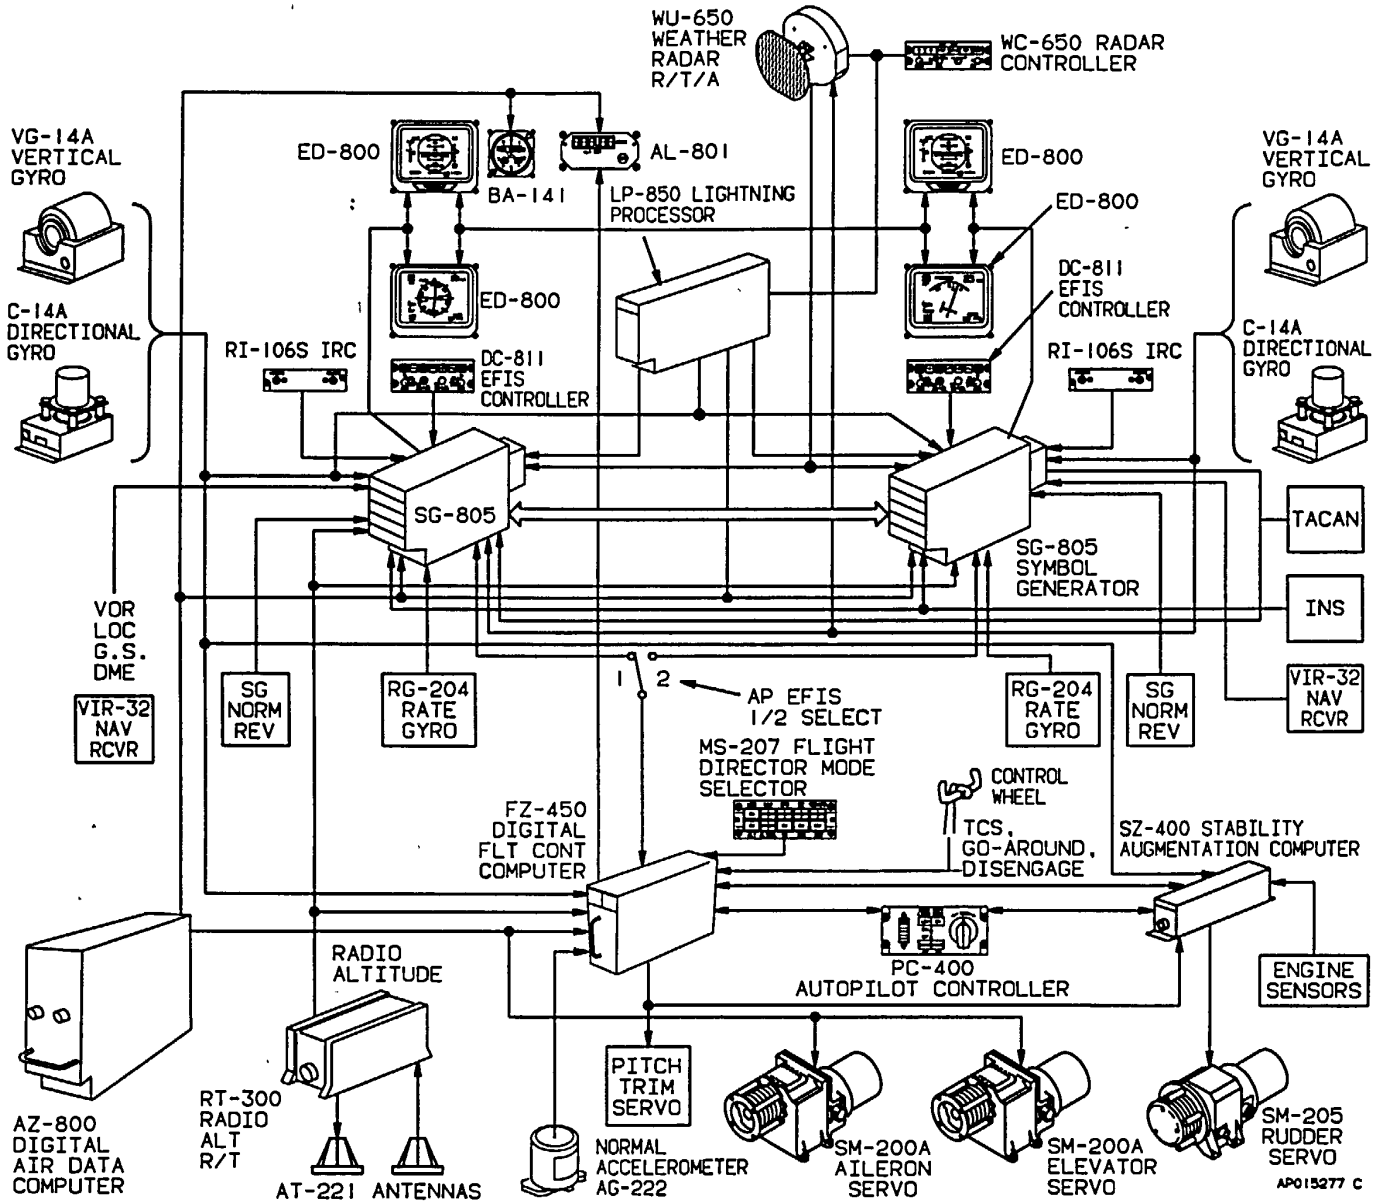 WU-650
WEATHER
RADAR
R/T/A
WC-650 RADAR
CONTROLLER
VG-14A
VERTICAL
GYRO
ED-800
BA-141
AL-801
ED-800
VG-14A
VERTICAL
GYRO
LP-850 LIGHTNING
PROCESSOR
ED-800
ED-800
DC-811
EFIS
CONTROLLER
C-14A
DIRECTIONAL
GYRO
RI-106S IRC
DC-811
EFIS
CONTROLLER
RI-106S IRC
C-14A
DIRECTIONAL
GYRO
SG-805
SG-805
SYMBOL
GENERATOR
TACAN
INS
VOR
LOC
G.S.
DME
VIR-32
NAV
RCVR
SG
NORM
REV
RG-204
RATE
GYRO
1 2
AP EFIS
1/2 SELECT
RG-204
RATE
GYRO
SG
NORM
REV
VIR-32
NAV
RCVR
MS-207 FLIGHT
DIRECTOR MODE
SELECTOR
CONTROL
WHEEL
FZ-450
DIGITAL
FLT CONT
COMPUTER
TCS,
GO-AROUND,
DISENGAGE
SZ-400 STABILITY
AUGMENTATION COMPUTER
RADIO
ALTITUDE
PC-400
AUTOPILOT CONTROLLER
ENGINE
SENSORS
PITCH
TRIM
SERVO
AZ-800
DIGITAL
AIR DATA
COMPUTER
RT-300
RADIO
ALT
R/T
AT-221 ANTENNAS
NORMAL
ACCELEROMETER
AG-222
SM-200A
AILERON
SERVO
SM-200A
ELEVATOR
SERVO
SM-205
RUDDER
SERVO
AP015277 C